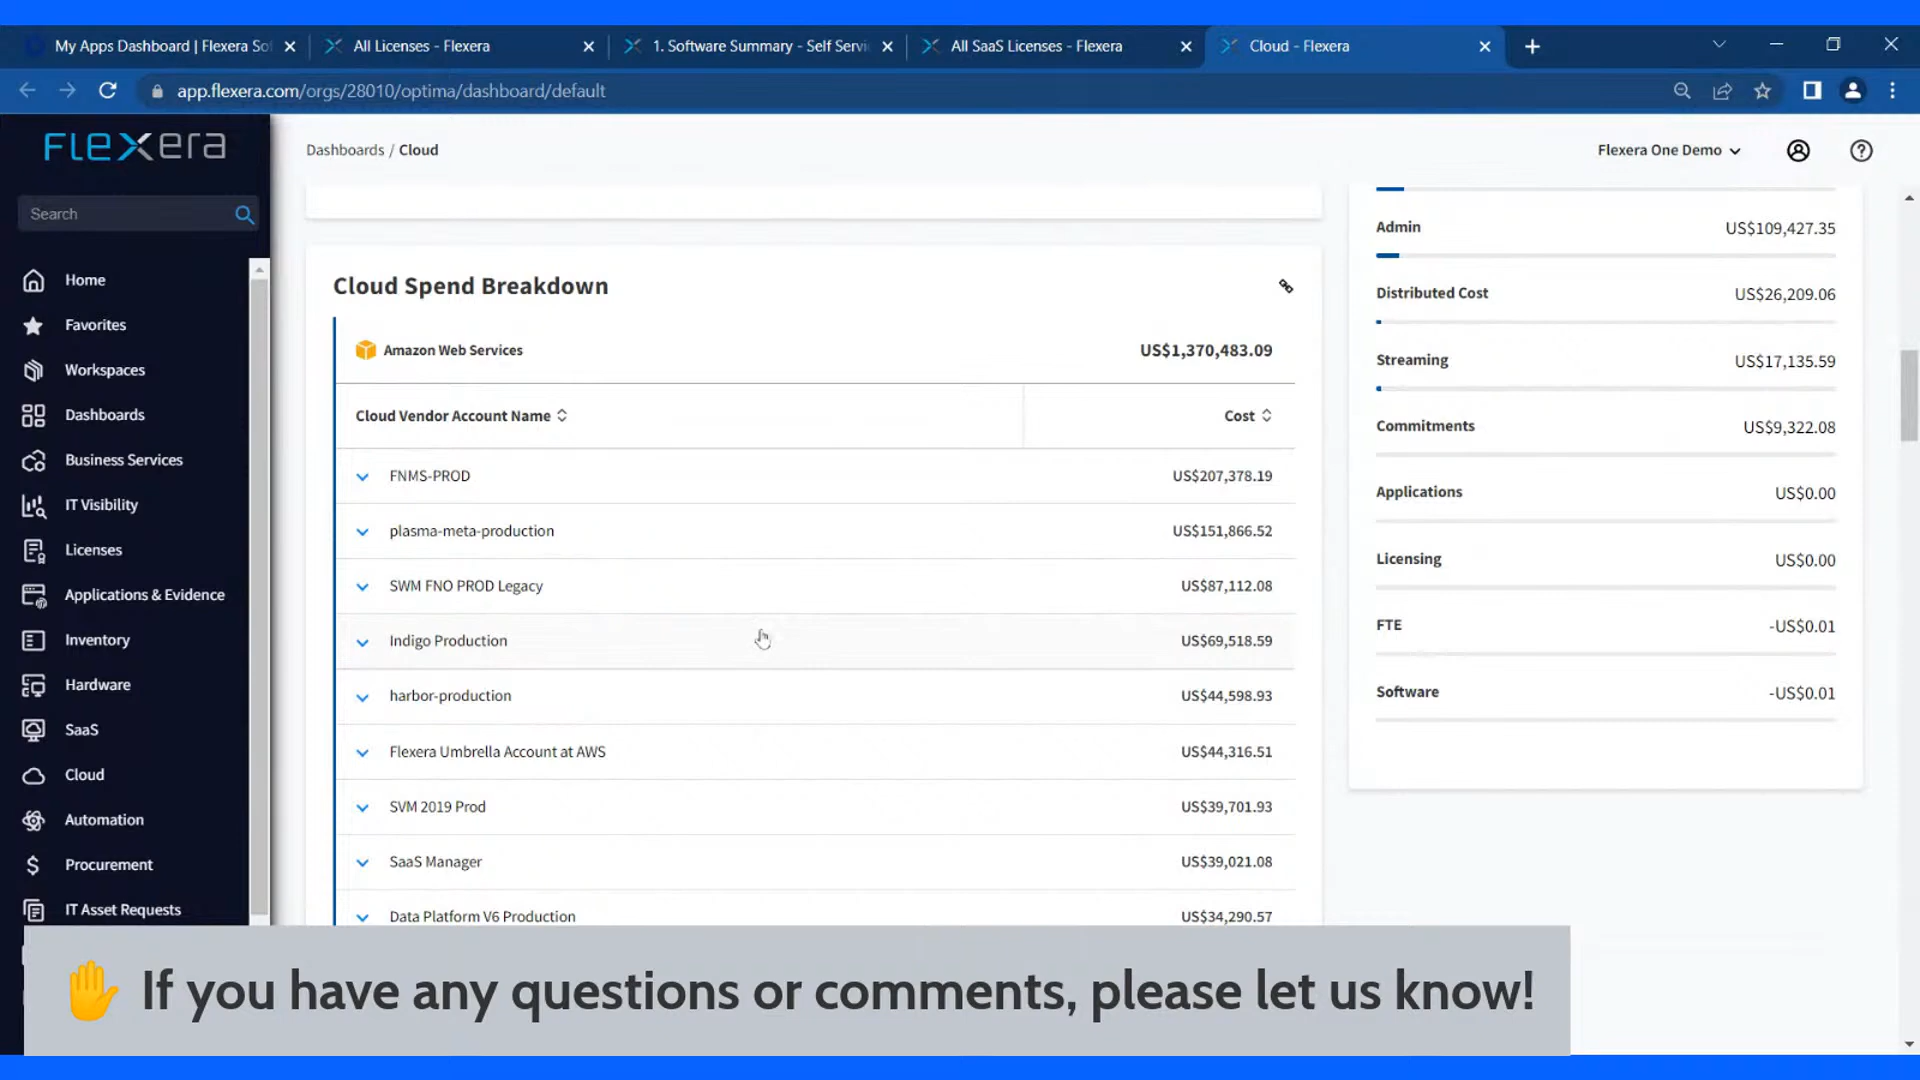 My Apps Dashboard | Flexera So
All Licenses - Flexera
1. Software Summary - Self Servi
All SaaS Licenses - Flexera
Cloud - Flexera
app.flexera.com/orgs/28010/optima/dashboard/default
FLEXera
Dashboards / Cloud
Flexera One Demo
Search
Home
Favorites
Workspaces
Dashboards
Business Services
IT Visibility
Licenses
Applications & Evidence
Inventory
Hardware
SaaS
Cloud
Automation
Procurement
IT Asset Requests
Cloud Spend Breakdown
Amazon Web Services US$1,370,483.09
Cloud Vendor Account Name Cost
FNMS-PROD US$207,378.19
plasma-meta-production US$151,866.52
SWM FNO PROD Legacy US$87,112.08
Indigo Production US$69,518.59
harbor-production US$44,598.93
Flexera Umbrella Account at AWS US$44,316.51
SVM 2019 Prod US$39,701.93
SaaS Manager US$39,021.08
Data Platform V6 Production US$34,290.57
Admin US$109,427.35
Distributed Cost US$26,209.06
Streaming US$17,135.59
Commitments US$9,322.08
Applications US$0.00
Licensing US$0.00
FTE -US$0.01
Software -US$0.01
If you have any questions or comments, please let us know!